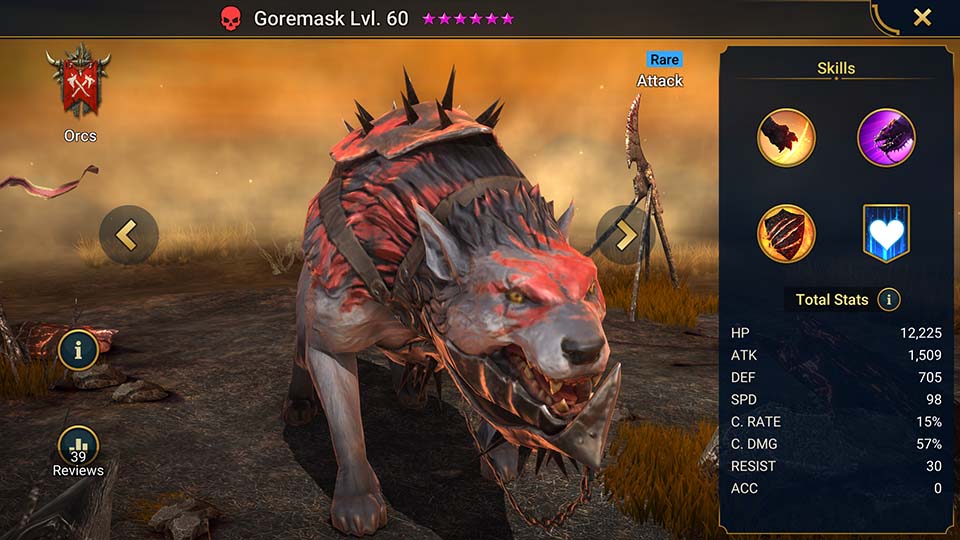 Goremask Lvl. 60
Orcs
Rare
Attack
39
Reviews
Skills
Total Stats i
HP 12,225
ATK 1,509
DEF 705
SPD 98
C. RATE 15%
C. DMG 57%
RESIST 30
ACC 0